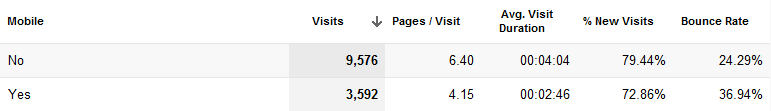 Mobile Visits Pages / Visit Avg. Visit Duration % New Visits Bounce Rate
No 9,576 6.40 00:04:04 79.44% 24.29%
Yes 3,592 4.15 00:02:46 72.86% 36.94%